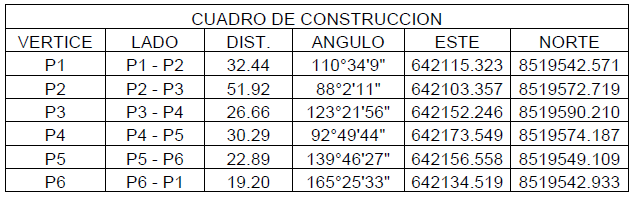 CUADRO DE CONSTRUCCION
VERTICE LADO DIST. ANGULO ESTE NORTE
P1 P1 - P2 32.44 110°34'9" 642115.323 8519542.571
P2 P2 - P3 51.92 88°2'11" 642103.357 8519572.719
P3 P3 - P4 26.66 123°21'56" 642152.246 8519590.210
P4 P4 - P5 30.29 92°49'44" 642173.549 8519574.187
P5 P5 - P6 22.89 139°46'27" 642156.558 8519549.109
P6 P6 - P1 19.20 165°25'33" 642134.519 8519542.933